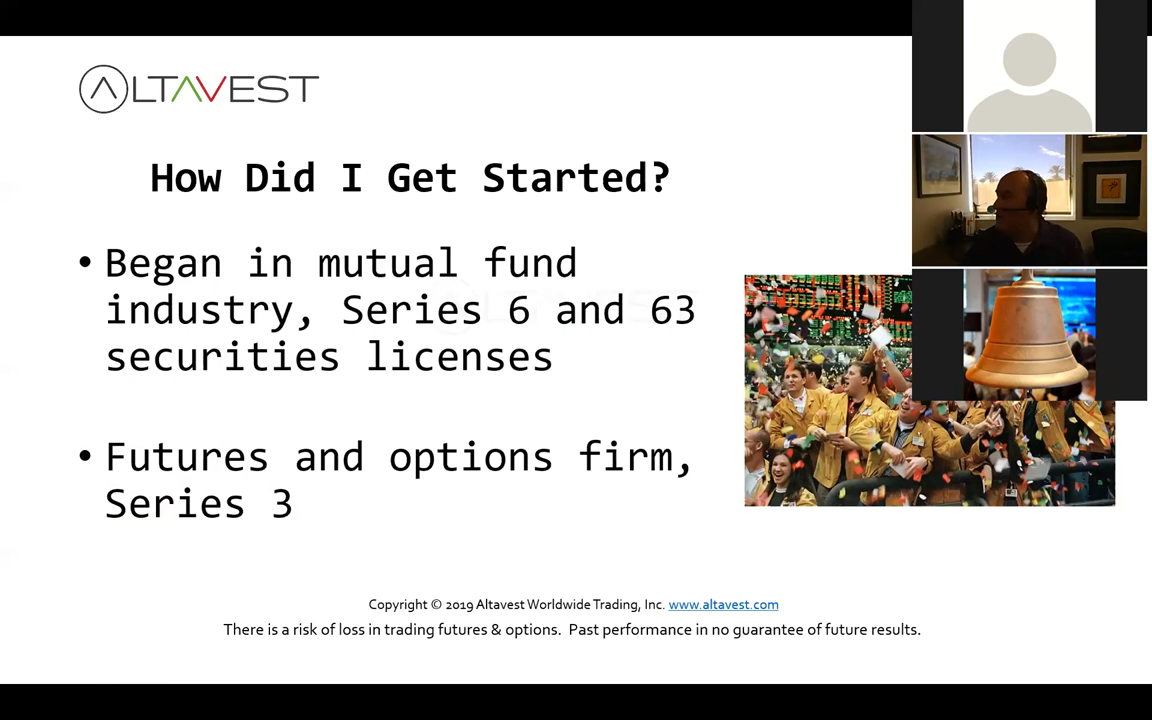 ALTAVEST
How Did I Get Started?
• Began in mutual fund
industry, Series 6 and 63
securities licenses
• Futures and options firm,
Series 3
Copyright © 2019 Altavest Worldwide Trading, Inc. www.altavest.com
There is a risk of loss in trading futures & options. Past performance in no guarantee of future results.